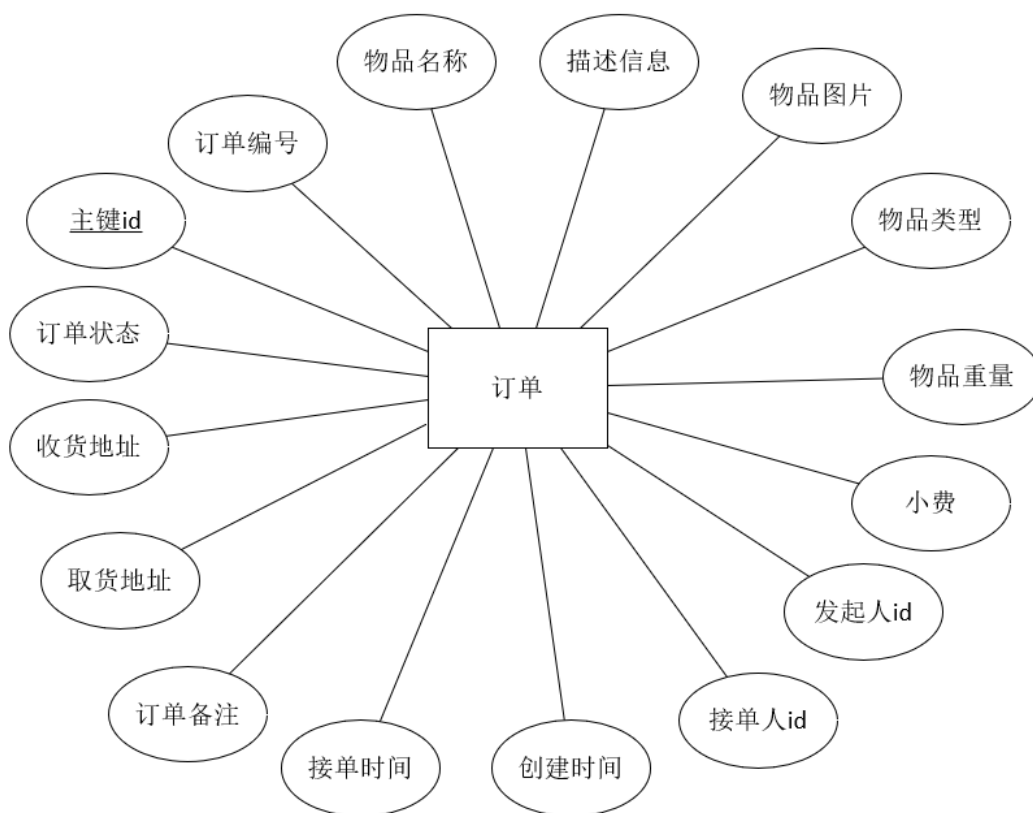 物品名称
描述信息
物品图片
订单编号
主键id
物品类型
订单状态
订单
物品重量
收货地址
小费
取货地址
发起人id
订单备注
接单人id
接单时间
创建时间